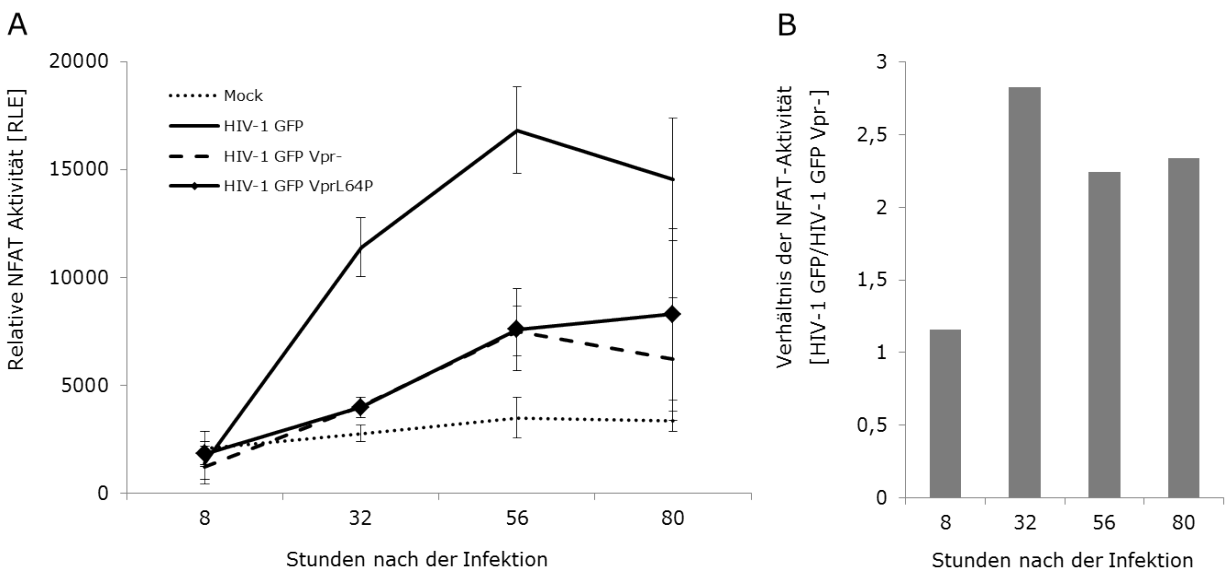 A
Relative NFAT Aktivität [RLE]
20000
15000
10000
5000
0
Mock
HIV-1 GFP
HIV-1 GFP Vpr-
HIV-1 GFP VprL64P
8 32 56 80
Stunden nach der Infektion
B
Verhältnis der NFAT-Aktivität
[HIV-1 GFP/HIV-1 GFP Vpr-]
3
2,5
2
1,5
1
0,5
0
8 32 56 80
Stunden nach der Infektion